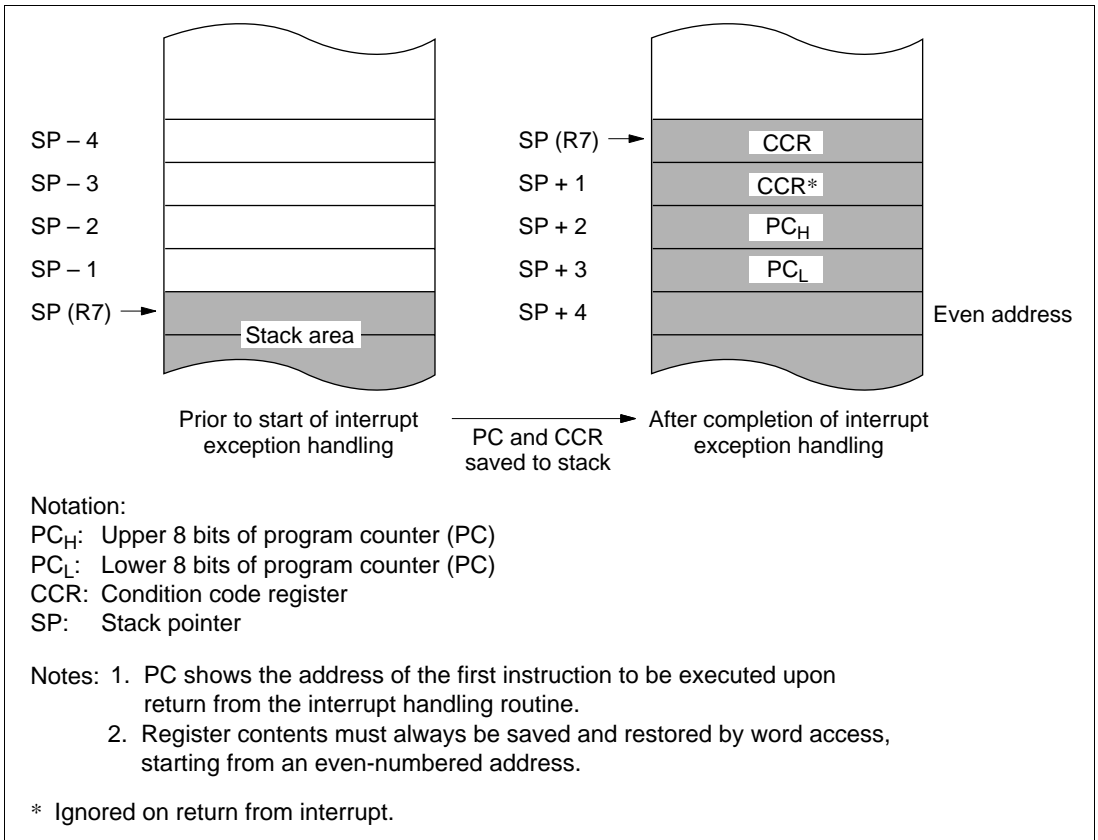 SP – 4
SP – 3
SP – 2
SP – 1
SP (R7)
Stack area
SP (R7)
CCR
SP + 1
CCR*
SP + 2
PCH
SP + 3
PCL
SP + 4
Even address
Prior to start of interrupt
exception handling
PC and CCR
saved to stack
After completion of interrupt
exception handling
Notation:
PCH: Upper 8 bits of program counter (PC)
PCL: Lower 8 bits of program counter (PC)
CCR: Condition code register
SP: Stack pointer
Notes: 1. PC shows the address of the first instruction to be executed upon
return from the interrupt handling routine.
2. Register contents must always be saved and restored by word access,
starting from an even-numbered address.
* Ignored on return from interrupt.